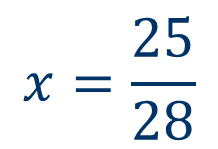 x = 25/28